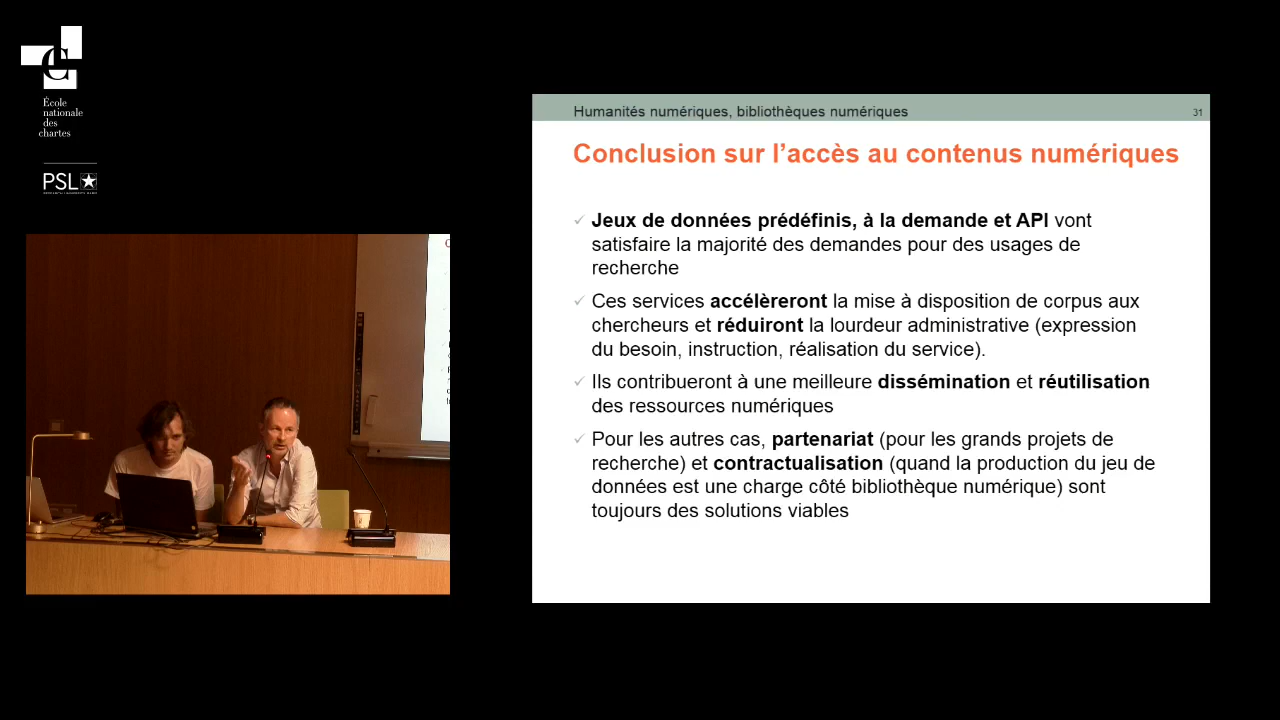 École
nationale
des
chartes
PSL
Humanités numériques, bibliothèques numériques
31
Conclusion sur l’accès au contenus numériques
Jeux de données prédéfinis, à la demande et API vont
satisfaire la majorité des demandes pour des usages de
recherche
Ces services accélèreront la mise à disposition de corpus aux
chercheurs et réduiront la lourdeur administrative (expression
du besoin, instruction, réalisation du service).
Ils contribueront à une meilleure dissémination et réutilisation
des ressources numériques
Pour les autres cas, partenariat (pour les grands projets de
recherche) et contractualisation (quand la production du jeu de
données est une charge côté bibliothèque numérique) sont
toujours des solutions viables